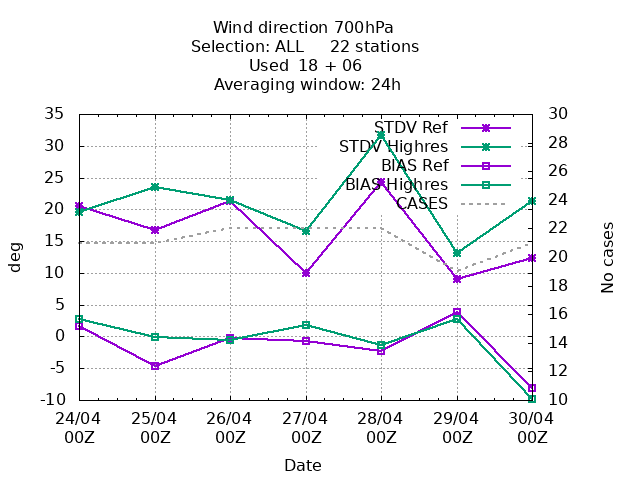 Wind direction 700hPa
Selection: ALL     22 stations
Used  18 + 06
Averaging window: 24h
35
30
25
20
15
10
5
0
-5
-10
30
28
26
24
22
20
18
16
14
12
10
deg
No cases
STDV Ref
STDV Highres
BIAS Ref
BIAS Highres
CASES
24/04 25/04 26/04 27/04 28/04 29/04 30/04
00Z 00Z 00Z 00Z 00Z 00Z 00Z
Date